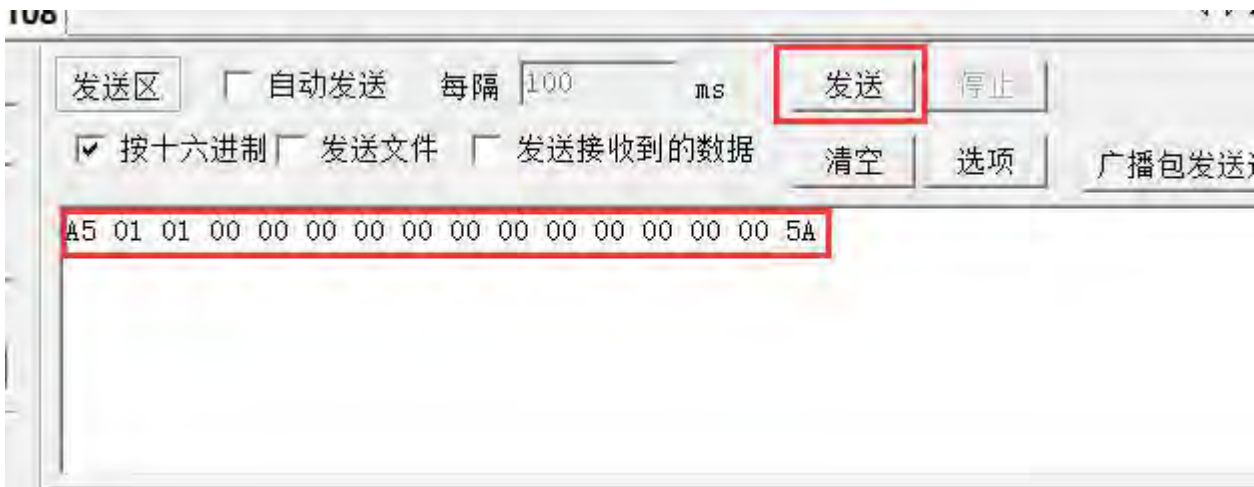 108
发送区 自动发送 每隔 100 ms 发送 停止
按十六进制 发送文件 发送接收到的数据 清空 选项 广播包发送
A5 01 01 00 00 00 00 00 00 00 00 00 00 00 00 5A